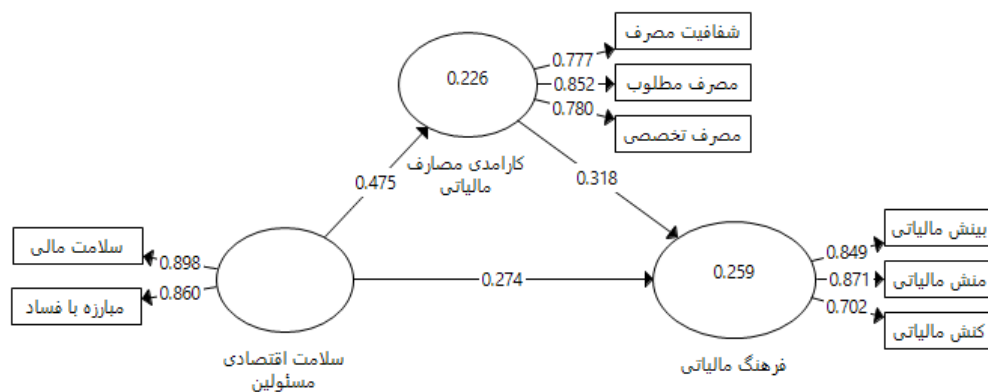 شفافیت مصرف
0.777
0.226
0.852
مصرف مطلوب
0.780
مصرف تخصصی
کارامدی مصارف
مالیاتی
0.475
0.318
سلامت مالی
0.898
0.860
مبارزه با فساد
0.274
0.259
بینش مالیاتی
0.849
0.871
منش مالیاتی
0.702
کنش مالیاتی
سلامت اقتصادی
مسئولین
فرهنگ مالیاتی